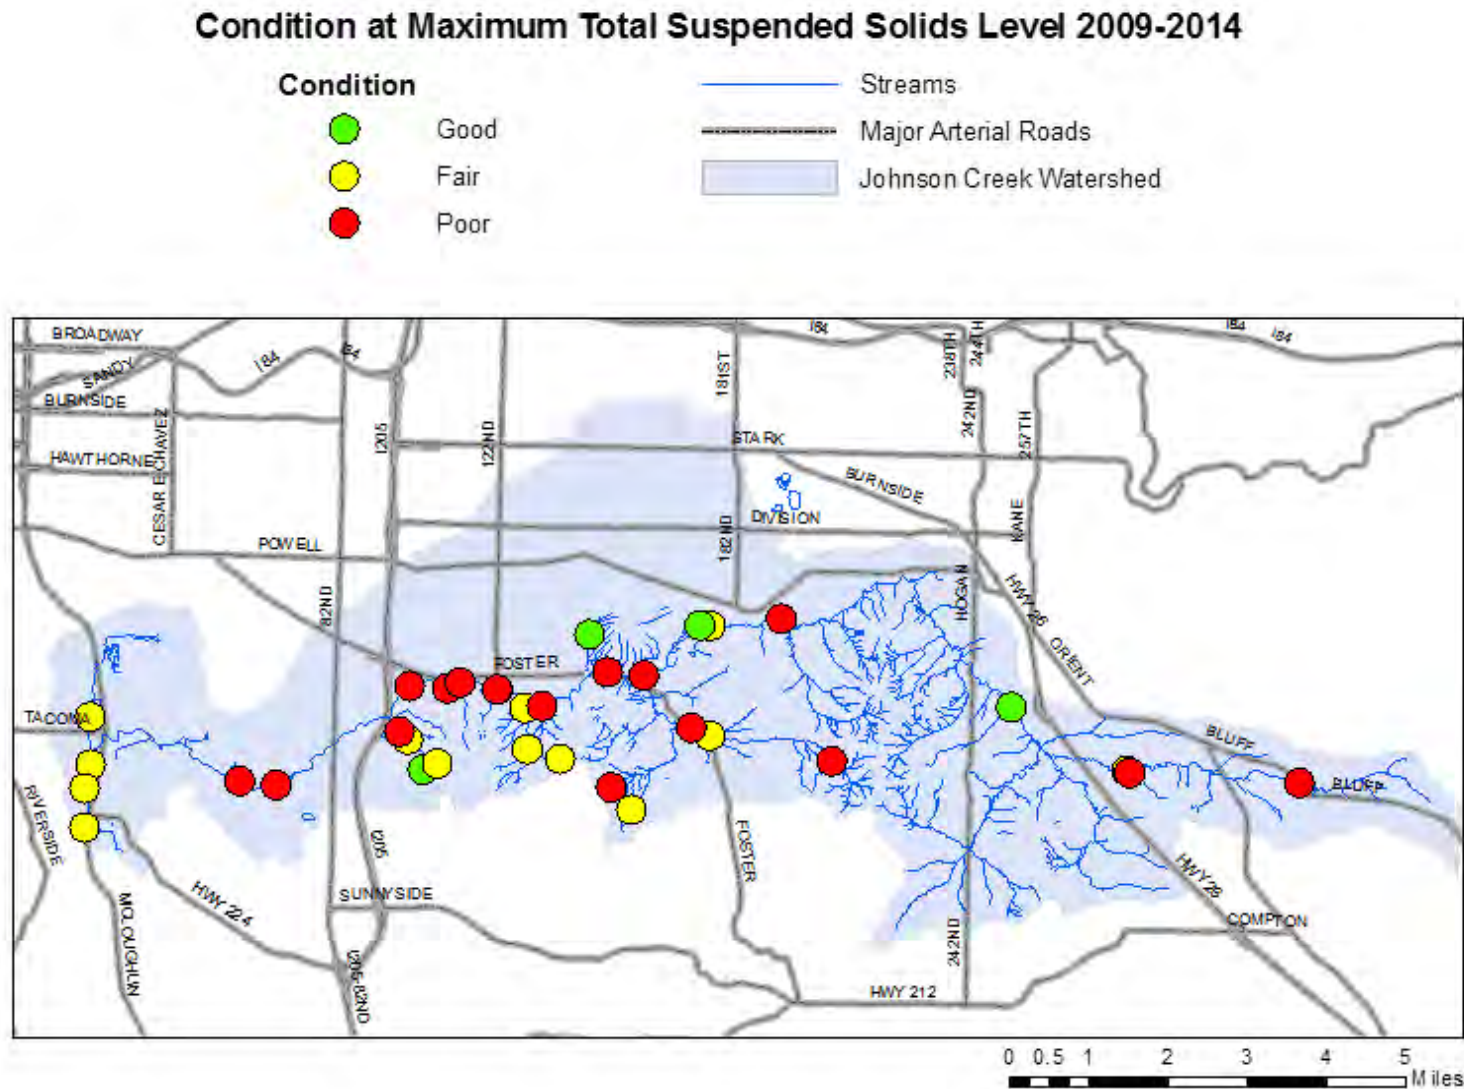 Condition at Maximum Total Suspended Solids Level 2009-2014
Condition
Good
Fair
Poor
Streams
Major Arterial Roads
Johnson Creek Watershed
BROADWAY
SANDY
BURNSIDE
HAWTHORNE
CESAR E CHAVEZ
I84
I84
I205
122ND
181ST
I84
238TH
244TH
I84
I84
242ND
257TH
STARK
BURNSIDE
DIVISION
182ND
KANE
POWELL
82ND
HOGAN
HWY 26
ORIENT
FOSTER
TACOMA
BLUFF
BLUFF
RIVERSIDE
I205
FOSTER
HWY 26
SUNNYSIDE
HWY 224
MCLOUGHLIN
COMPTON
242ND
I205-82ND
HWY 212
0 0.5 1 2 3 4 5
Miles